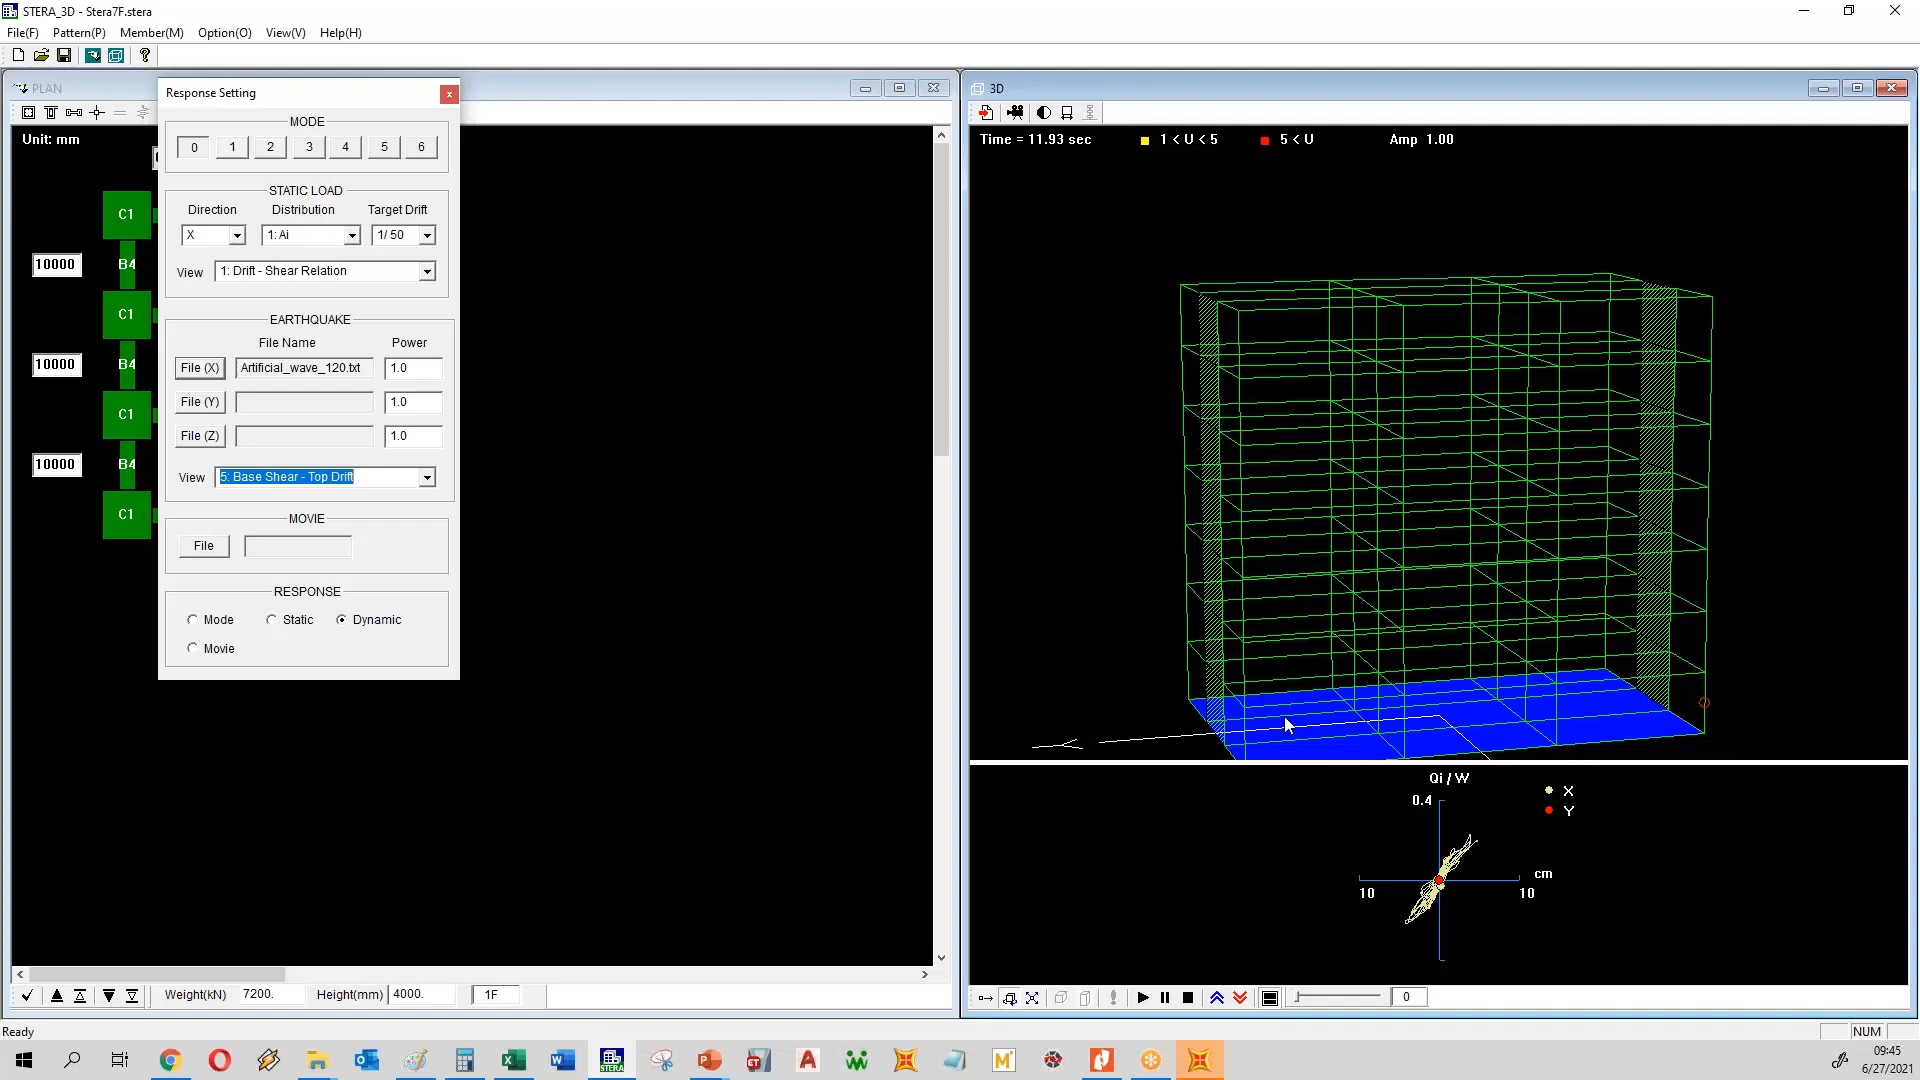 STERA_3D - Stera7F.stera
File(F) Pattern(P) Member(M) Option(O) View(V) Help(H)
PLAN
Unit: mm
C1
10000 B4
C1
10000 B4
C1
10000 B4
C1
Weight(kN) 7200. Height(mm) 4000. 1F
Response Setting
MODE
0 1 2 3 4 5 6
STATIC LOAD
Direction Distribution Target Drift
X 1: Ai 1/ 50
View 1: Drift - Shear Relation
EARTHQUAKE
File Name Power
File (X) Artificial_wave_120.txt 1.0
File (Y) 1.0
File (Z) 1.0
View 5: Base Shear - Top Drift
MOVIE
File
RESPONSE
Mode Static Dynamic
Movie
3D
Time = 11.93 sec 1 < U < 5 5 < U Amp 1.00
Qi / W
0.4
X
Y
cm
10 10
0
Ready
NUM
09:45
6/27/2021